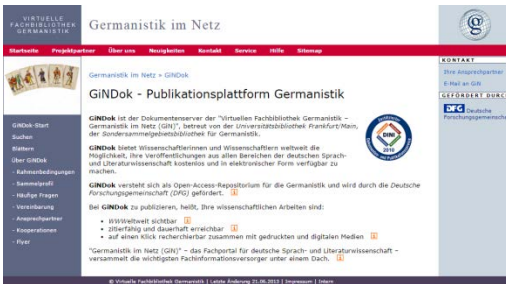 VIRTUELLE
FACHBIBLIOTHEK
GERMANISTIK
Germanistik im Netz
Startseite Projektpartner Über uns Neuigkeiten Kontakt Service Hilfe Sitemap
KONTAKT
Ihre Ansprechpartner
E-Mail an GiN
GEFÖRDERT DURC
DFG Deutsche
Forschungsgemeinsch
Germanistik im Netz > GiNDok
GiNDok - Publikationsplattform Germanistik
GiNDok-Start
Suchen
Blättern
Über GiNDok
- Rahmenbedingungen
- Sammelprofil
- Häufige Fragen
- Vereinbarung
- Ansprechpartner
- Kooperationen
- Flyer
GiNDok ist der Dokumentenserver der "Virtuellen Fachbibliothek Germanistik –
Germanistik im Netz (GiN)", betreut von der Universitätsbibliothek Frankfurt/Main,
der Sondersammelgebietsbibliothek für Germanistik.
DINI
2010
GiNDok bietet Wissenschaftlerinnen und Wissenschaftlern weltweit die
Möglichkeit, ihre Veröffentlichungen aus allen Bereichen der deutschen Sprach-
und Literaturwissenschaft kostenlos und in elektronischer Form verfügbar zu
machen.
GiNDok versteht sich als Open-Access-Repositorium für die Germanistik und wird durch die Deutsche
Forschungsgemeinschaft (DFG) gefördert.
Bei GiNDok zu publizieren, heißt, Ihre wissenschaftlichen Arbeiten sind:
• WWWeltweit sichtbar
• zitierfähig und dauerhaft erreichbar
• auf einen Klick recherchierbar zusammen mit gedruckten und digitalen Medien
"Germanistik im Netz (GiN)" – das Fachportal für deutsche Sprach- und Literaturwissenschaft –
versammelt die wichtigsten Fachinformationsversorger unter einem Dach.
© Virtuelle Fachbibliothek Germanistik | Letzte Änderung 21.06.2013 | Impressum | Intern